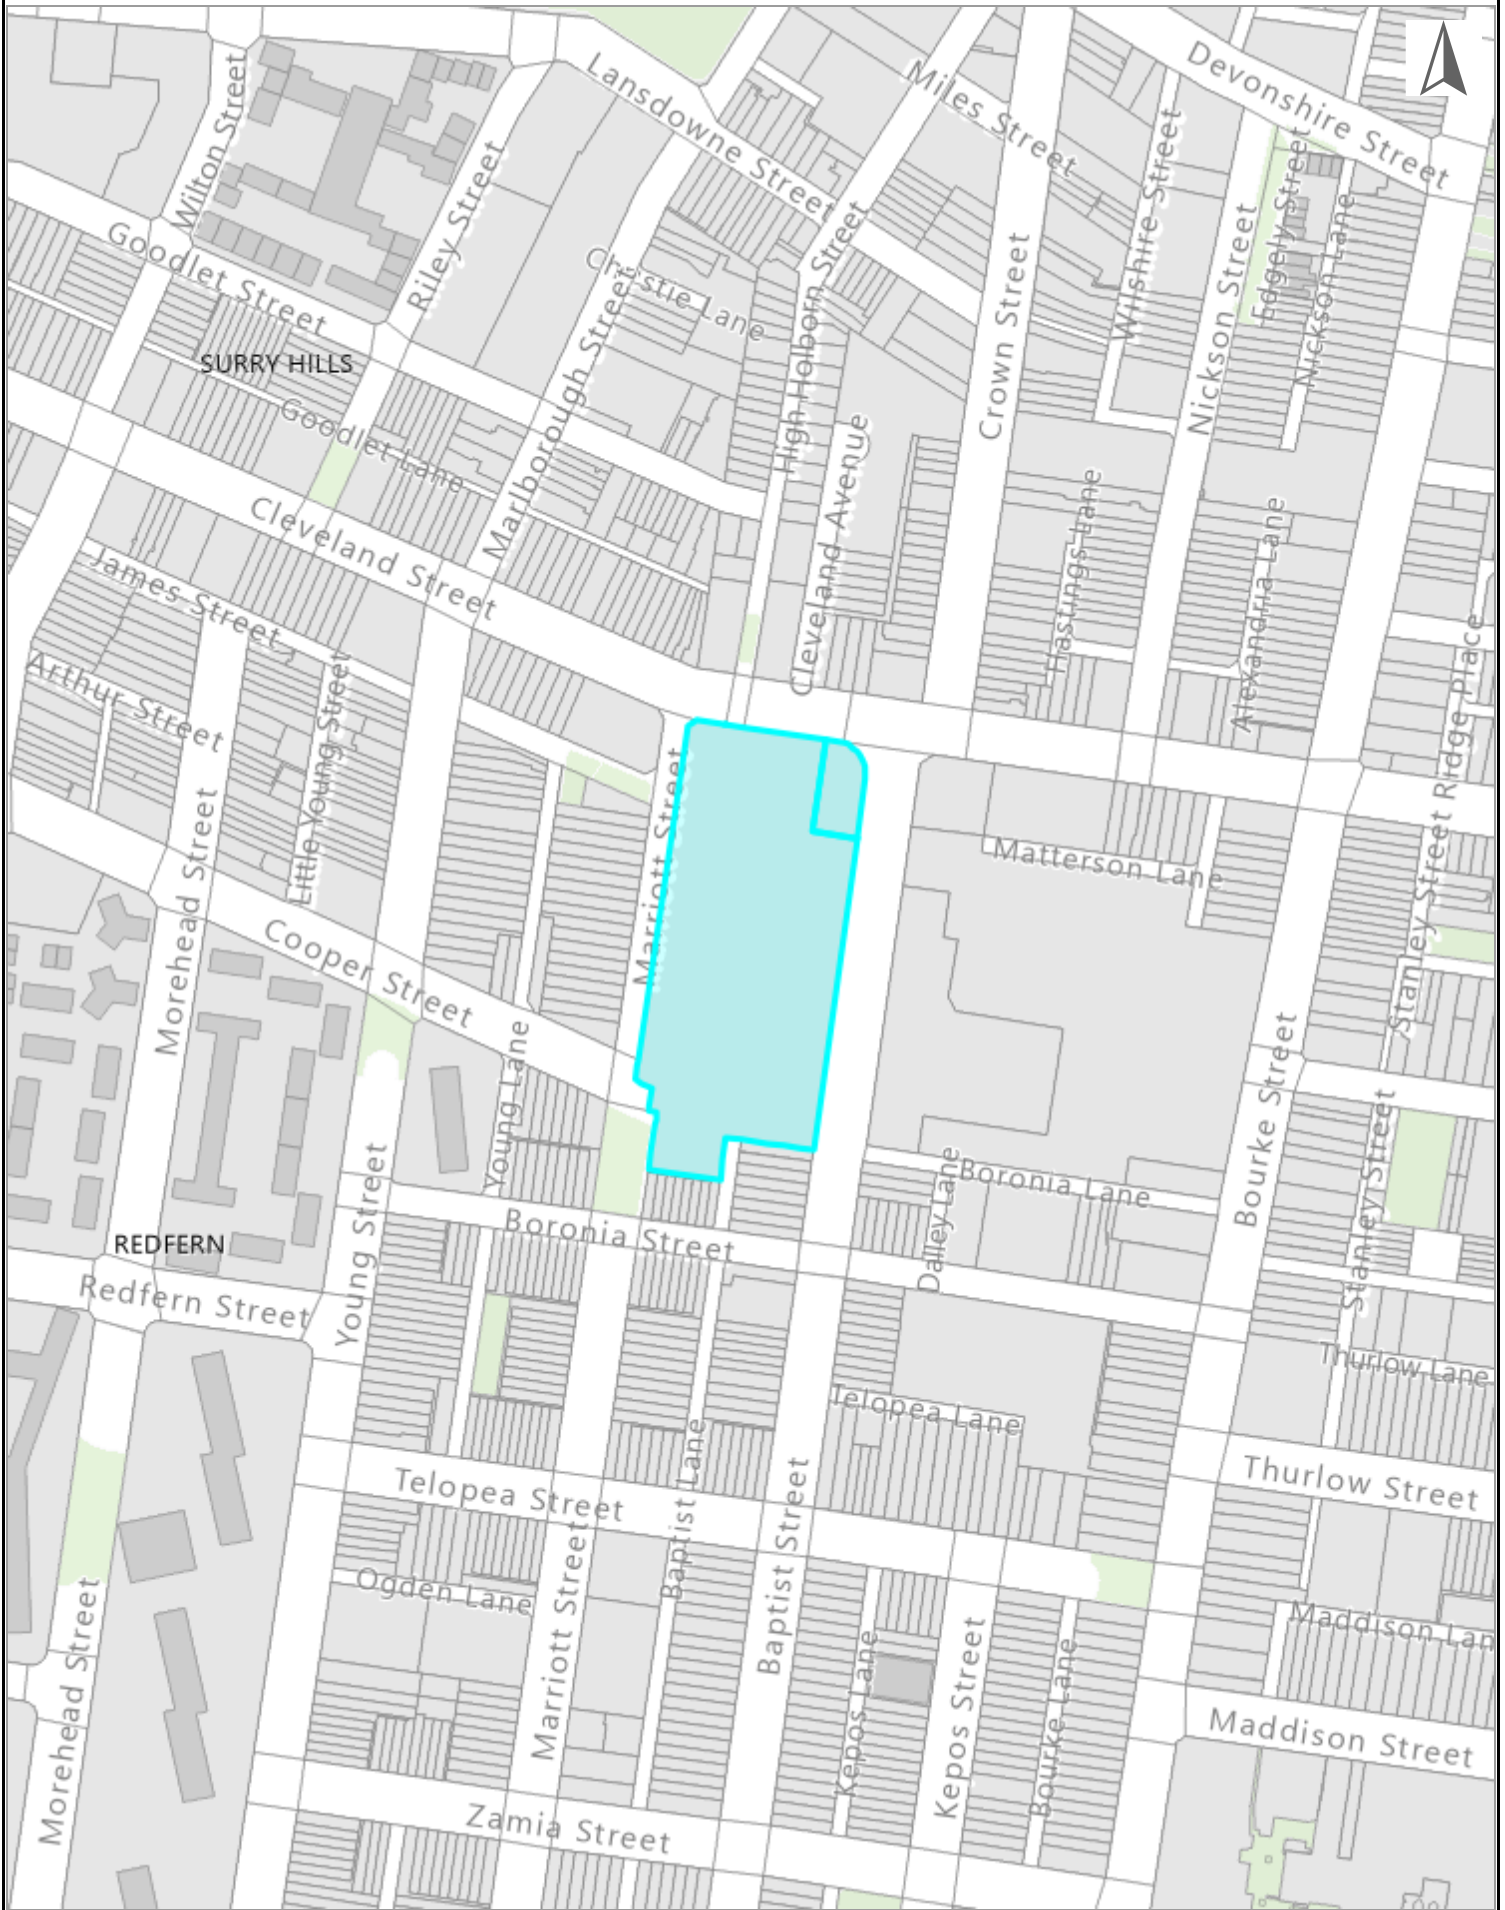 Devonshire Street
Lansdowne Street
Miles Street
Wilton Street
Riley Street
Wilshire Street
Edgely Street
Nickson Lane
Goodlet Street
Christie Lane
High Holborn Street
Crown Street
Nickson Street
SURRY HILLS
Marlborough Street
Goodlet Lane
Cleveland Avenue
Cleveland Street
Hastings Lane
Alexandria Lane
James Street
Arthur Street
Little Young Street
Ridge Place
Marriott Street
Matterson Lane
Stanley Street
Morehead Street
Cooper Street
Young Lane
Bourke Street
Stanley Street
Boronia Lane
Dalley Lane
REDFERN
Boronia Street
Young Street
Redfern Street
Thurlow Lane
Telopea Lane
Thurlow Street
Telopea Street
Baptist Lane
Baptist Street
Ogden Lane
Marriott Street
Maddison Lan
Morehead Street
Kepos Lane
Kepos Street
Bourke Lane
Maddison Street
Zamia Street